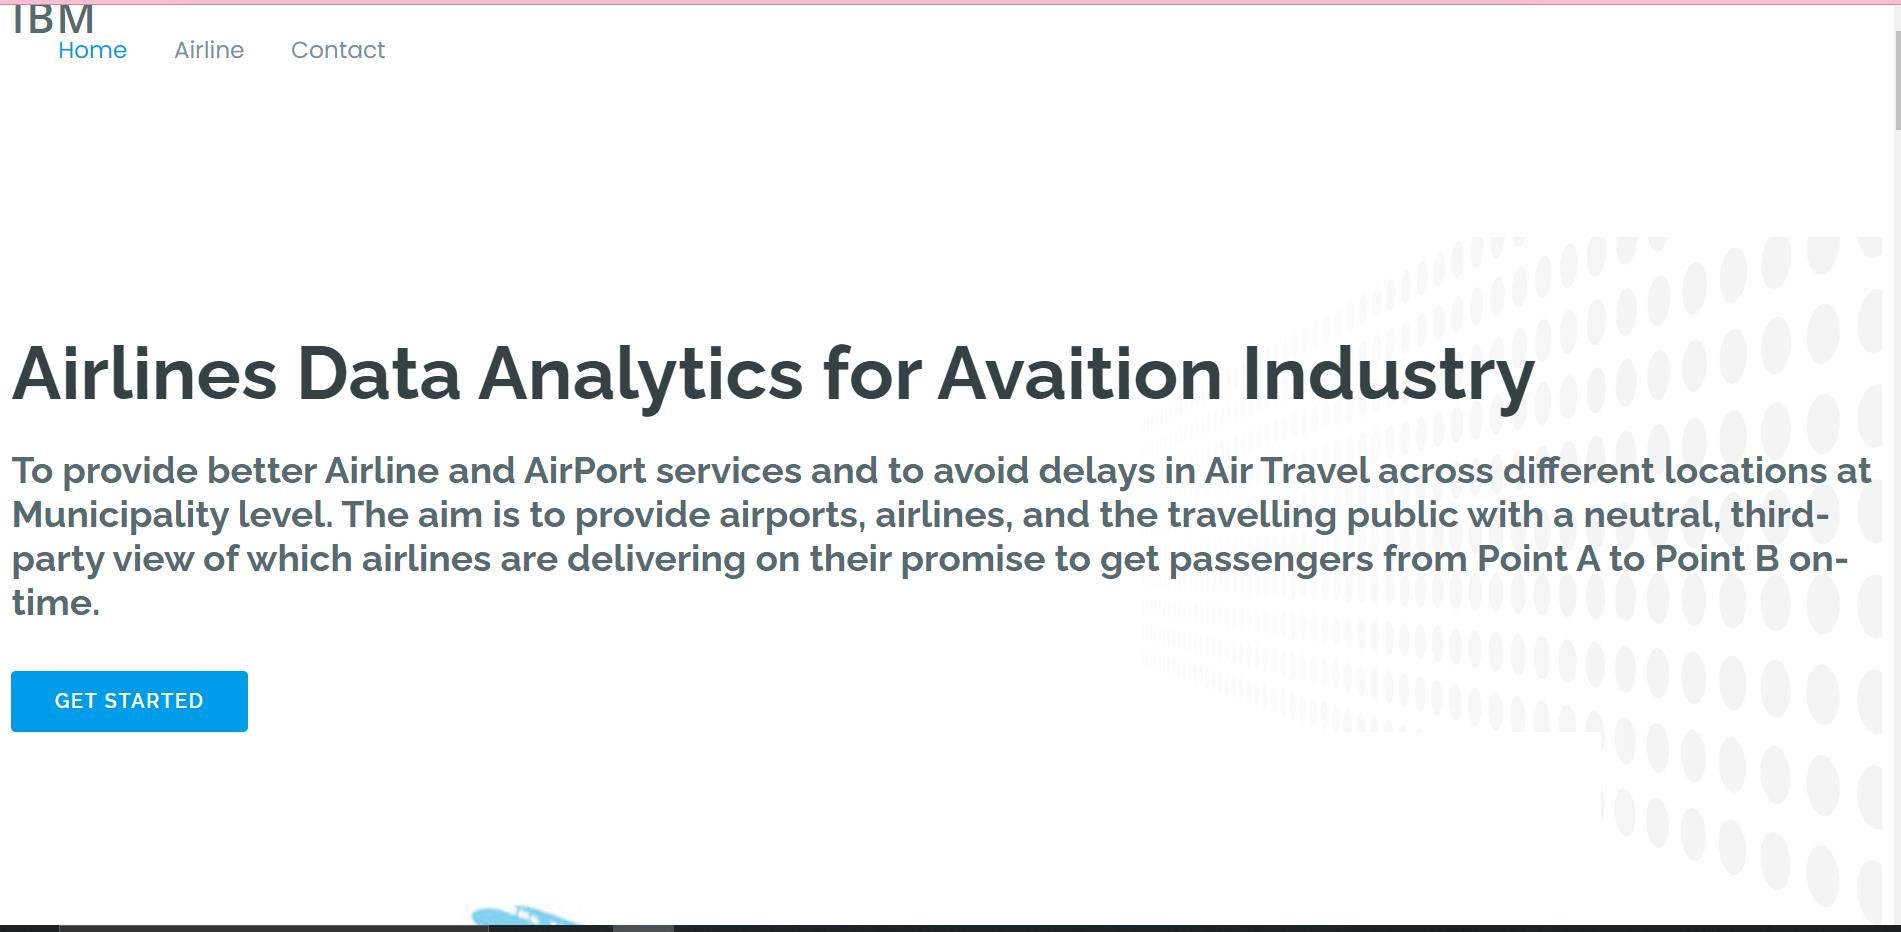 IBM
Home Airline Contact
Airlines Data Analytics for Avaition Industry
To provide better Airline and AirPort services and to avoid delays in Air Travel across different locations at
Municipality level. The aim is to provide airports, airlines, and the travelling public with a neutral, third-
party view of which airlines are delivering on their promise to get passengers from Point A to Point B on-
time.
GET STARTED